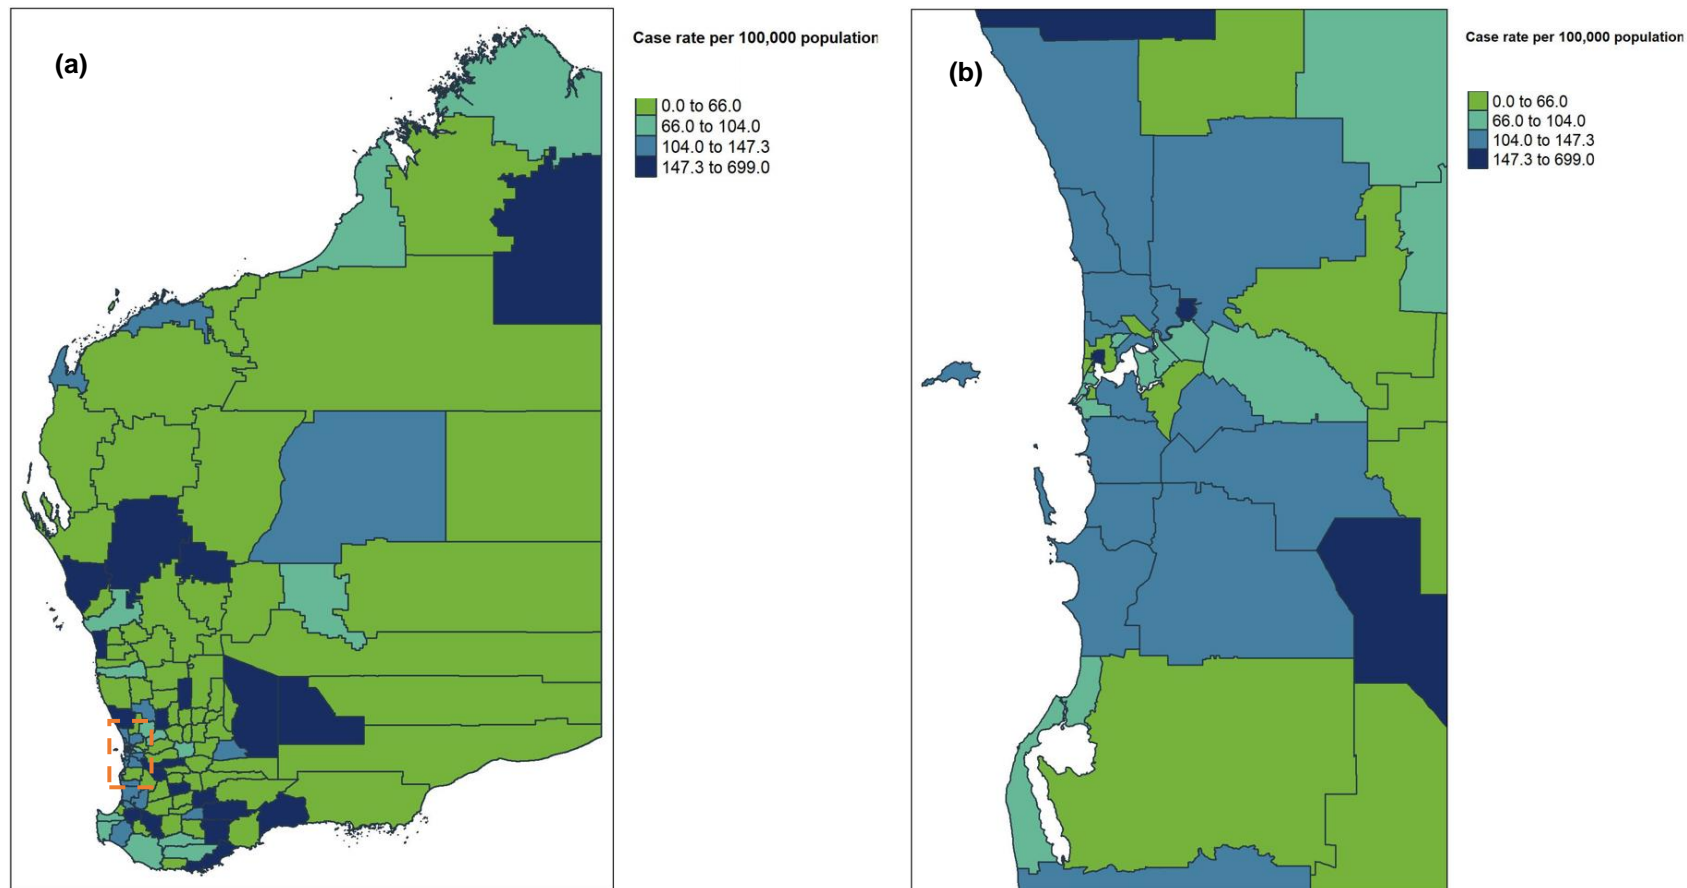 (a)
Case rate per 100,000 population
0.0 to 66.0
66.0 to 104.0
104.0 to 147.3
147.3 to 699.0
(b)
Case rate per 100,000 population
0.0 to 66.0
66.0 to 104.0
104.0 to 147.3
147.3 to 699.0